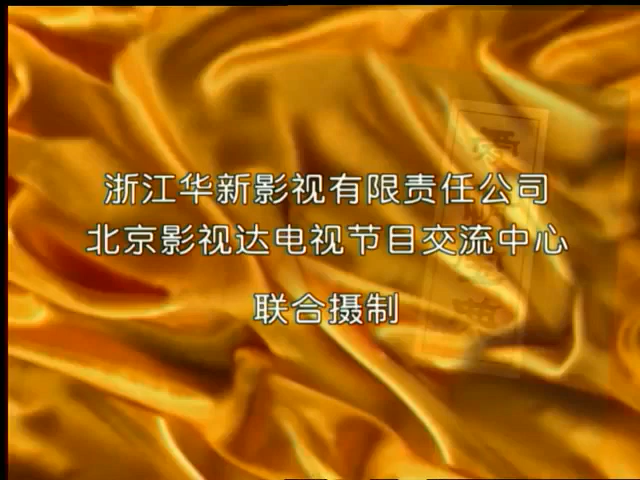 浙江华新影视有限责任公司
北京影视达电视节目交流中心
联合摄制